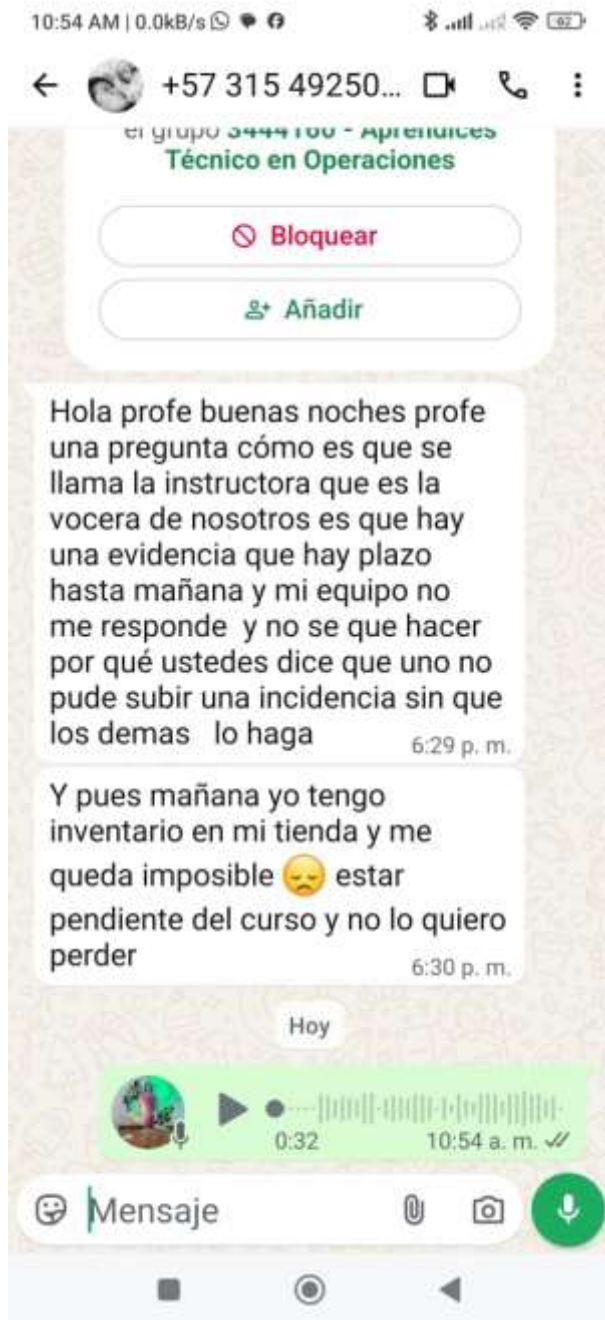 10:54 AM | 0.0kB/s
62
+57 315 49250...
el grupo 3444160 - Aprendices
Técnico en Operaciones
Bloquear
Añadir
Hola profe buenas noches profe
una pregunta cómo es que se
llama la instructora que es la
vocera de nosotros es que hay
una evidencia que hay plazo
hasta mañana y mi equipo no
me responde y no se que hacer
por qué ustedes dice que uno no
pude subir una incidencia sin que
los demas lo haga
6:29 p. m.
Y pues mañana yo tengo
inventario en mi tienda y me
queda imposible 😞 estar
pendiente del curso y no lo quiero
perder
6:30 p. m.
Hoy
0:32
10:54 a. m.
Mensaje